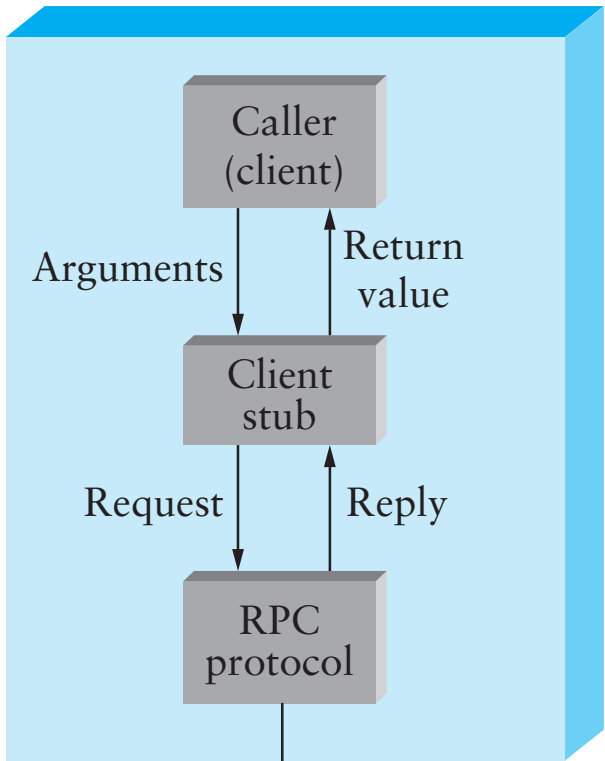 Caller
(client)
Arguments
Return
value
Client
stub
Request
Reply
RPC
protocol